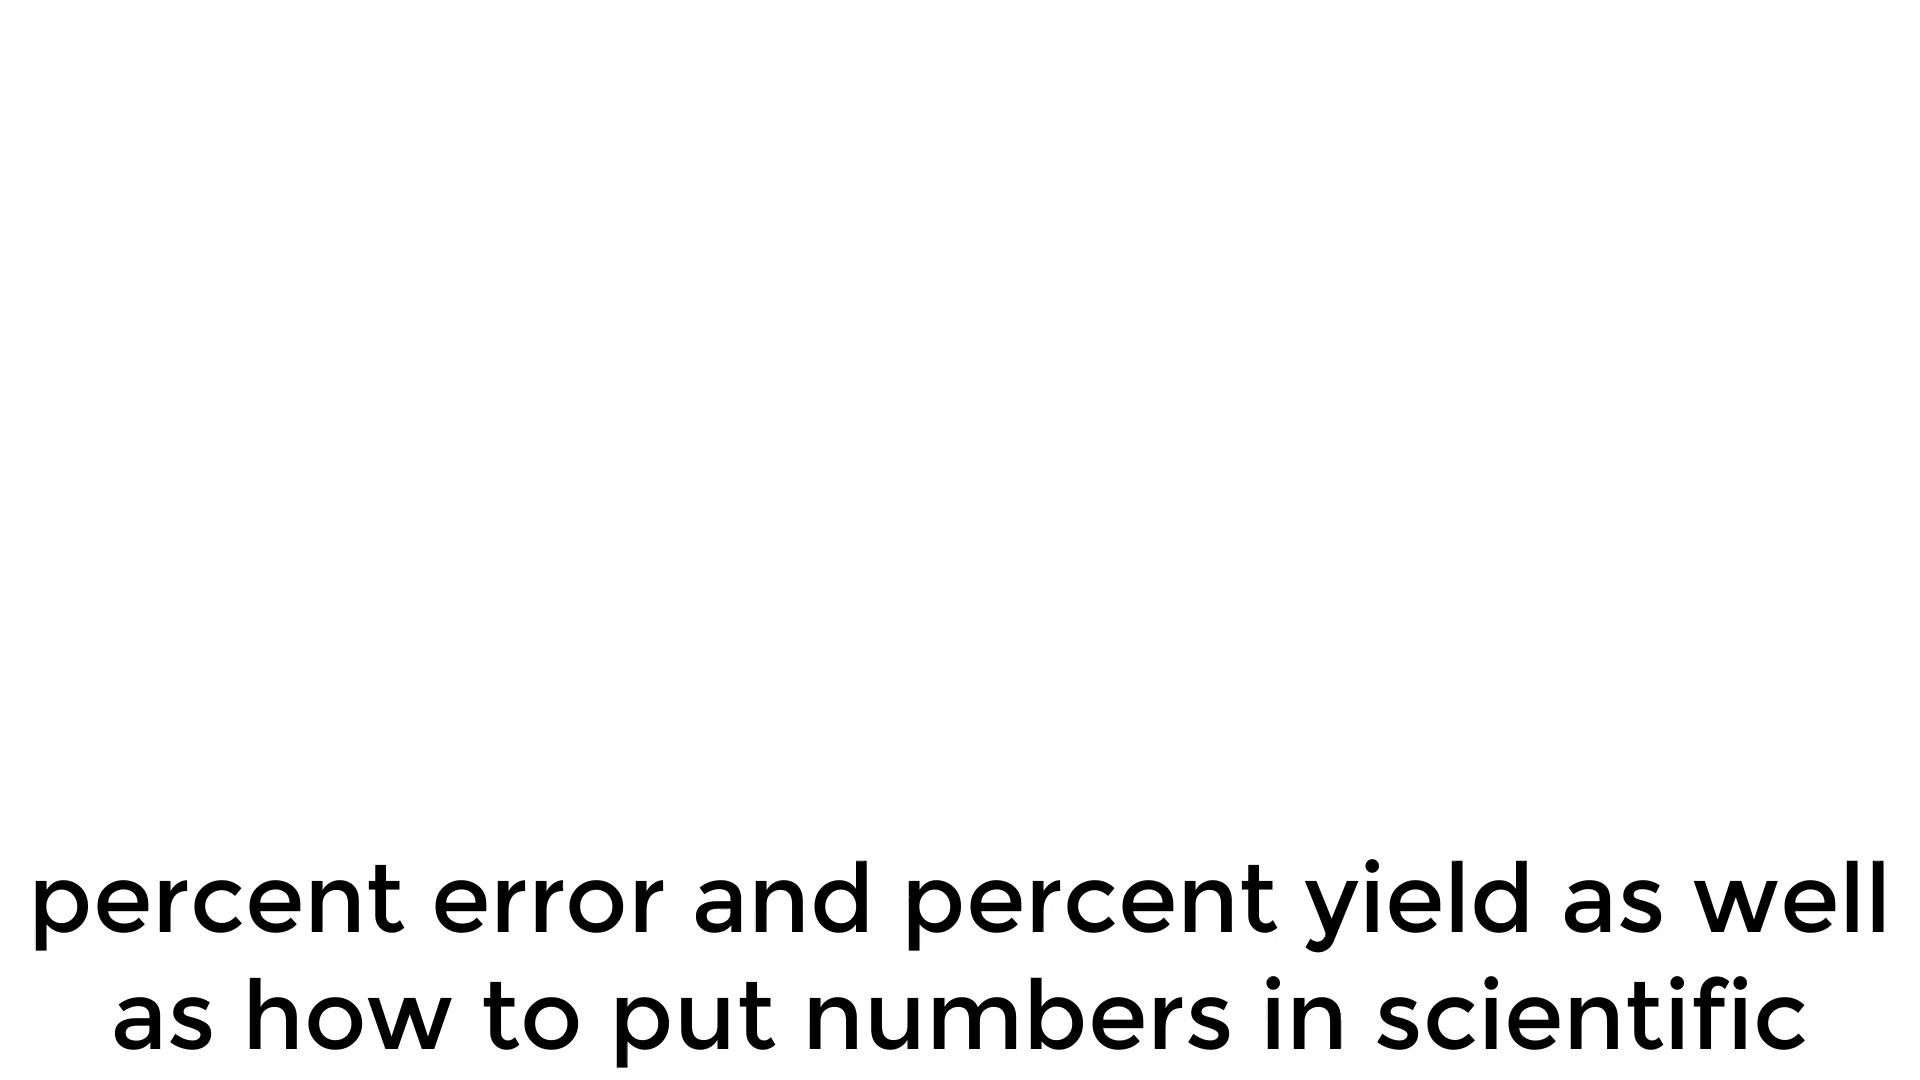 percent error and percent yield as well
as how to put numbers in scientific